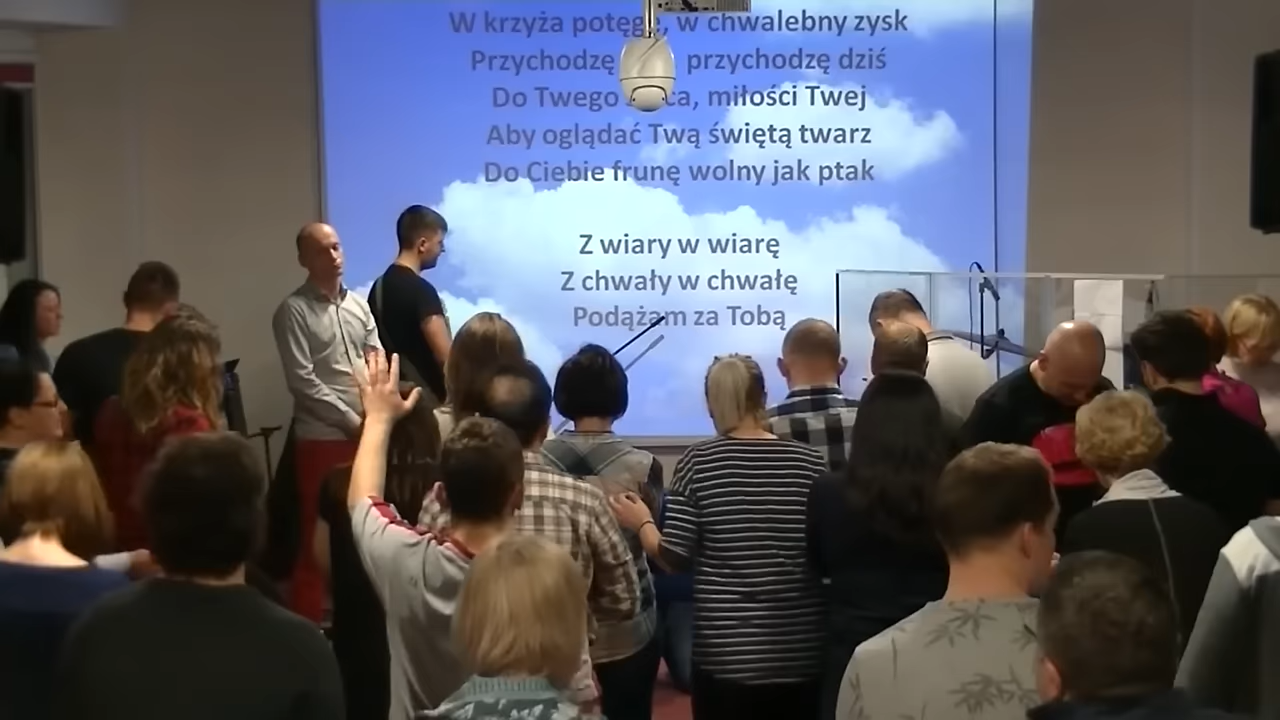 W krzyża potęgę, w chwalebny zysk
Przychodzę przychodzę dziś
Do Twego miłości Twej
Aby oglądać Twą świętą twarz
Do Ciebie frunę wolny jak ptak
Z wiary w wiarę
Z chwały w chwałę
Podążam za Tobą